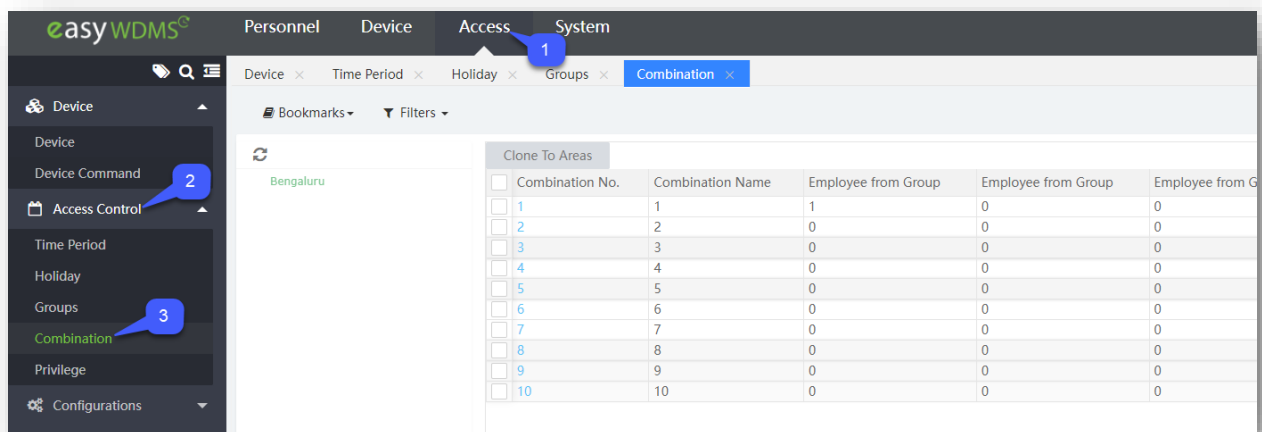 easy WDMS
Personnel Device Access System
1
Device × Time Period × Holiday × Groups × Combination ×
Device
Bookmarks Filters
Device
Device Command
2
Access Control
Time Period
Holiday
Groups
3
Combination
Privilege
Configurations
Bengaluru
Clone To Areas
Combination No. Combination Name Employee from Group Employee from Group Employee from G
1 1 1 0 0
2 2 0 0 0
3 3 0 0 0
4 4 0 0 0
5 5 0 0 0
6 6 0 0 0
7 7 0 0 0
8 8 0 0 0
9 9 0 0 0
10 10 0 0 0